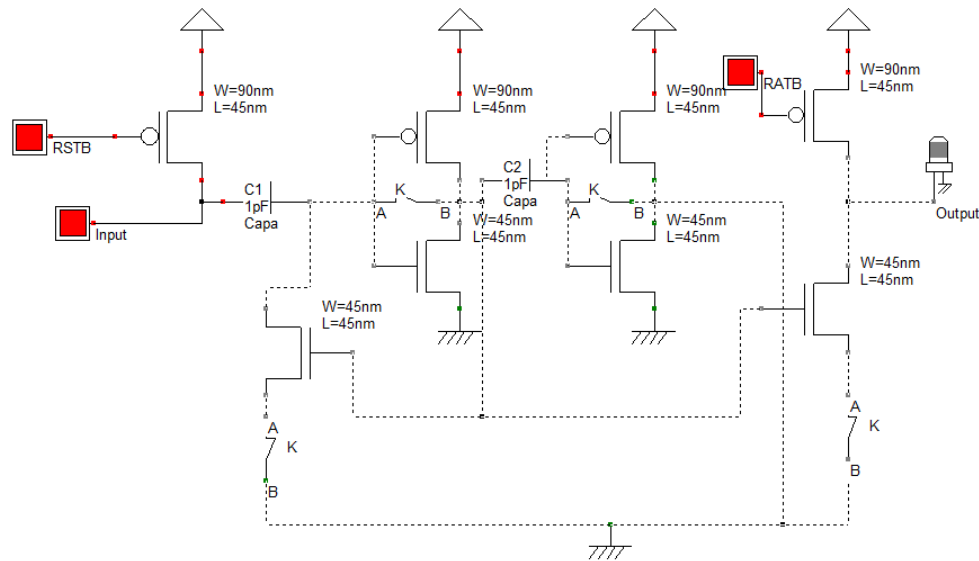 W=90nm
L=45nm
RSTB
Input
C1
1pF
Capa
W=90nm
L=45nm
K
A
B
W=45nm
L=45nm
C2
1pF
Capa
W=90nm
L=45nm
K
A
B
W=45nm
L=45nm
RATB
W=90nm
L=45nm
Output
W=45nm
L=45nm
W=45nm
L=45nm
A
K
B
A
K
B